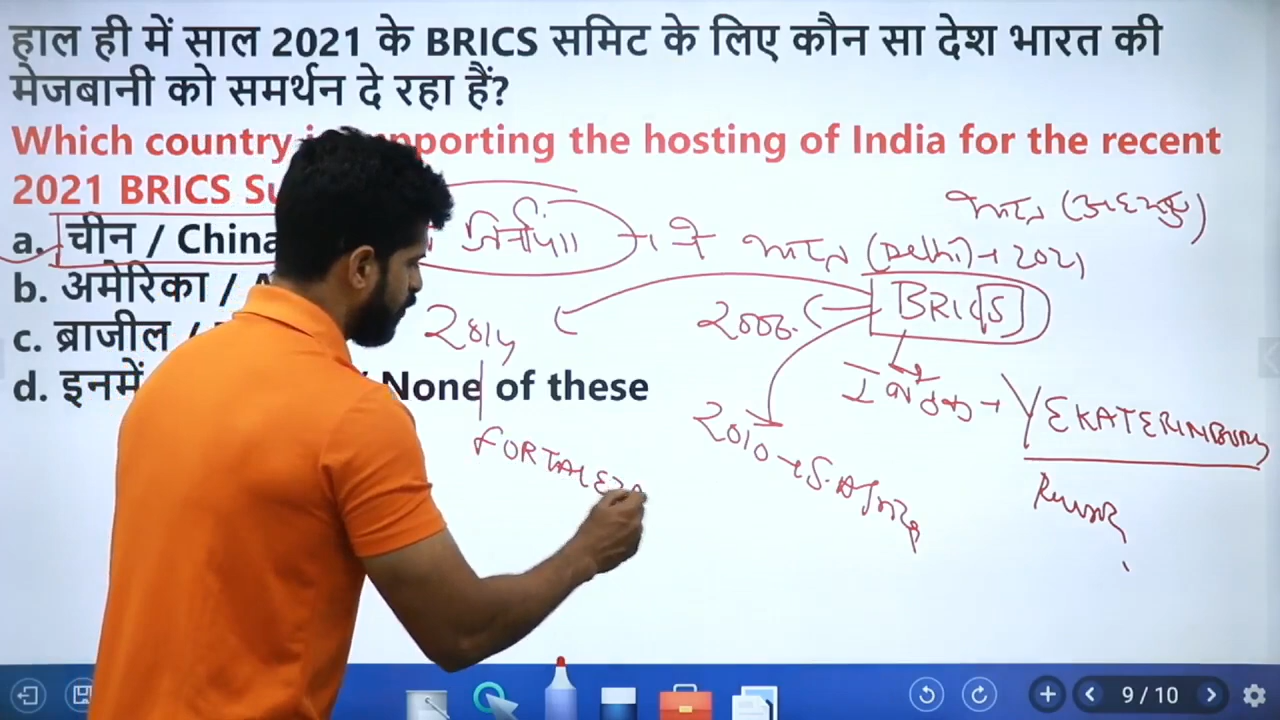 हाल ही में साल 2021 के BRICS समिट के लिए कौन सा देश भारत की
मेजबानी को समर्थन दे रहा हैं?
Which country supporting the hosting of India for the recent
2021 BRICS
a. चीन / China
भारत (अध्यक्ष)
भारत (Delhi) → 2021
b. अमेरिका /
2006
BRICS
c. ब्राजील /
2014
d. इनमें / None of these
YEKATERINBURG
2010 → S. Africa
FORTALEZA
9 / 10